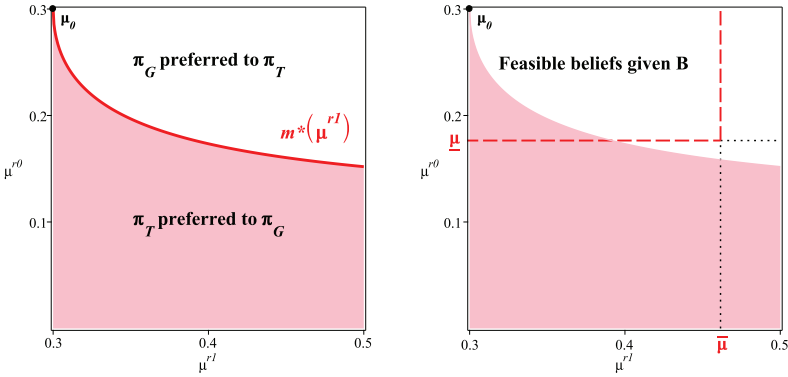 0.3
μ0
πG preferred to πT
0.2
m*(μr1)
μr0
πT preferred to πG
0.1
0.3
0.4
0.5
μr1
0.3
μ0
Feasible beliefs given B
0.2
μ
μr0
0.1
0.3
0.4
μ
0.5
μr1